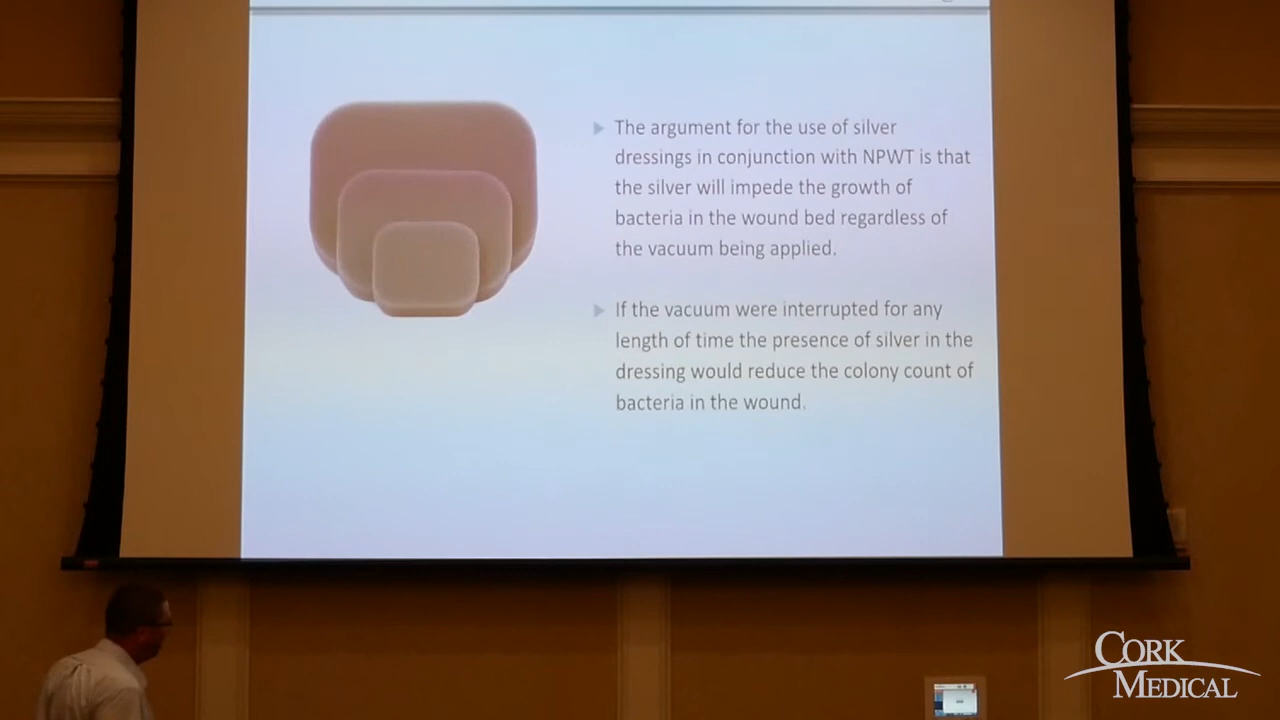 The argument for the use of silver
dressings in conjunction with NPWT is that
the silver will impede the growth of
bacteria in the wound bed regardless of
the vacuum being applied.
If the vacuum were interrupted for any
length of time the presence of silver in the
dressing would reduce the colony count of
bacteria in the wound.
CORK
MEDICAL